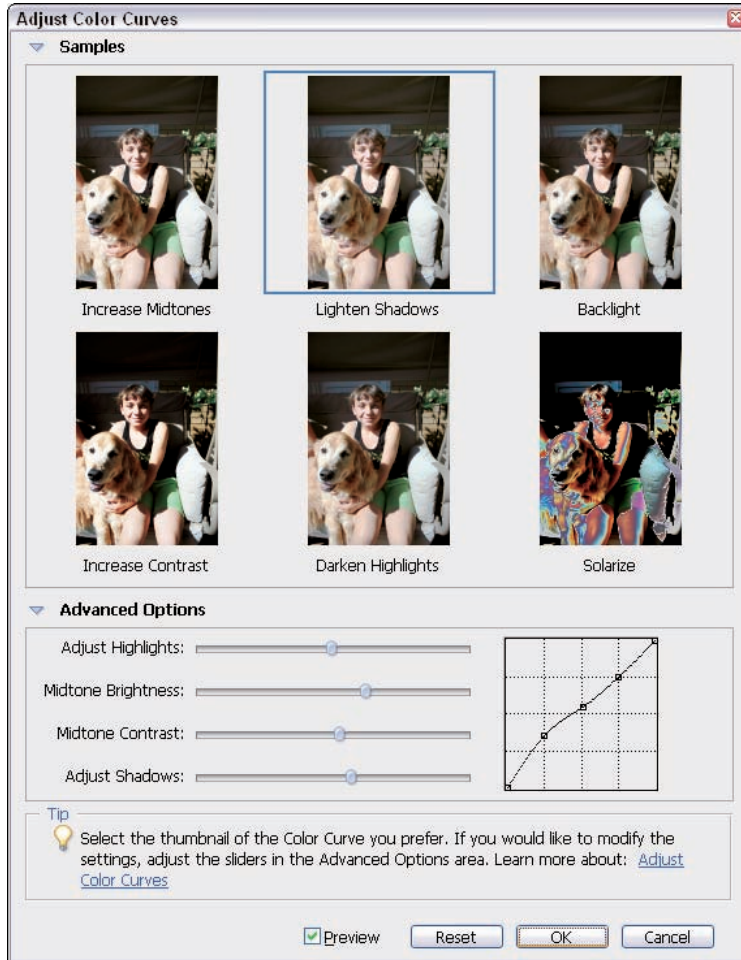 Adjust Color Curves
Samples
Increase Midtones
Lighten Shadows
Backlight
Increase Contrast
Darken Highlights
Solarize
Advanced Options
Adjust Highlights:
Midtone Brightness:
Midtone Contrast:
Adjust Shadows:
Tip
Select the thumbnail of the Color Curve you prefer. If you would like to modify the
settings, adjust the sliders in the Advanced Options area. Learn more about: Adjust
Color Curves
Preview
Reset
OK
Cancel